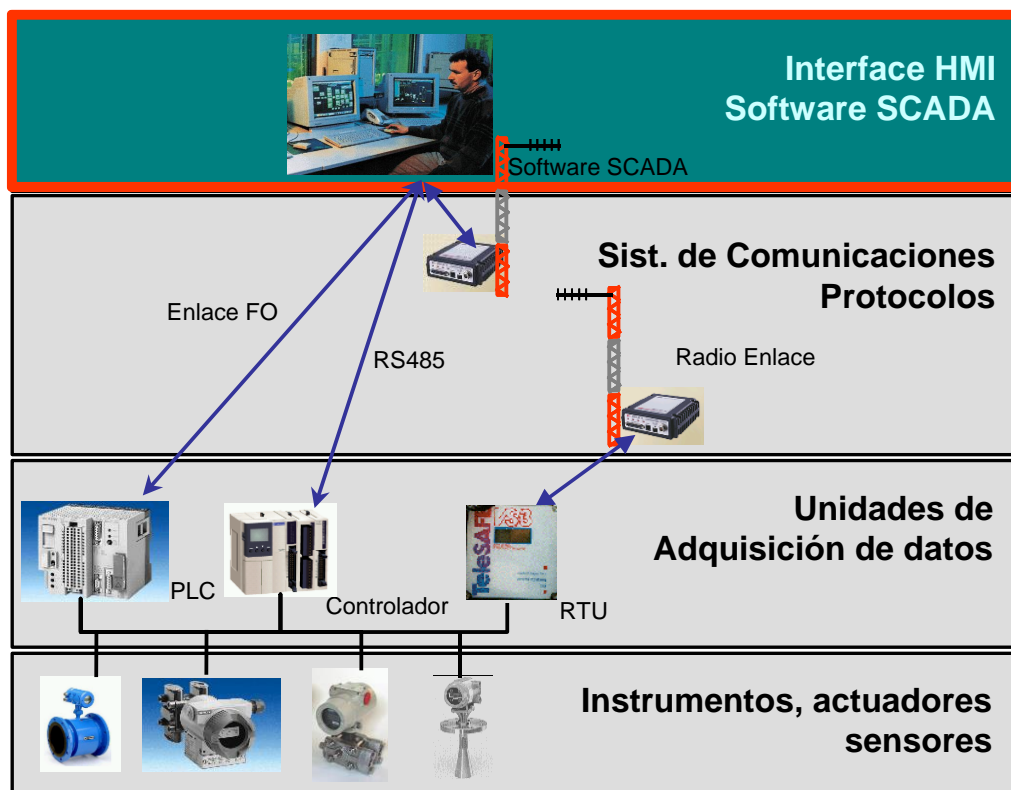 Interface HMI
Software SCADA
Software SCADA
Sist. de Comunicaciones
Protocolos
Enlace FO
RS485
Radio Enlace
Unidades de
Adquisición de datos
TeleSAFE
PLC
Controlador
RTU
Instrumentos, actuadores
sensores